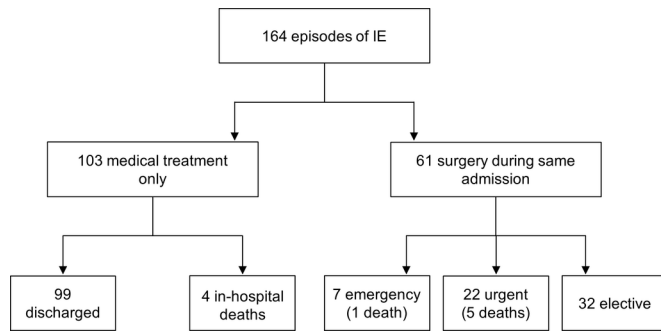 164 episodes of IE
103 medical treatment
only
61 surgery during same
admission
99
discharged
4 in-hospital
deaths
7 emergency
(1 death)
22 urgent
(5 deaths)
32 elective